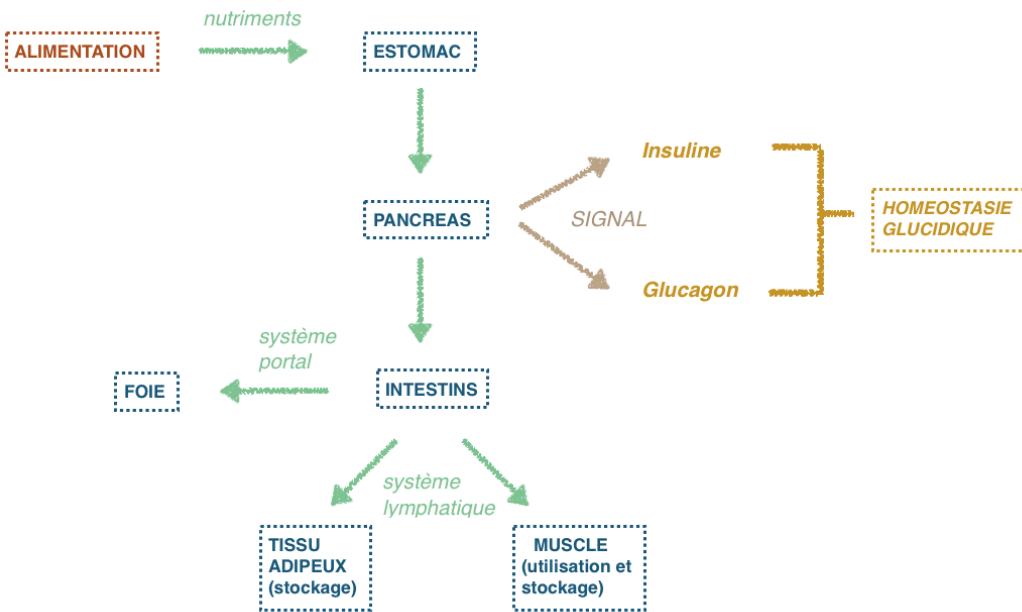 nutriments
ALIMENTATION
ESTOMAC
Insuline
PANCREAS
SIGNAL
HOMEOSTASIE
GLUCIDIQUE
Glucagon
système
portal
FOIE
INTESTINS
système
lymphatique
TISSU
ADIPEUX
(stockage)
MUSCLE
(utilisation et
stockage)